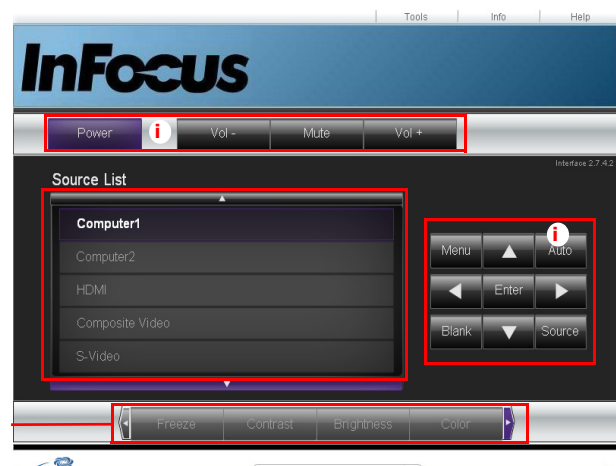 Tools Info Help
InFocus
Power i Vol - Mute Vol +
Interface 2.7.4.2
Source List
Computer1
Computer2
HDMI
Composite Video
S-Video
i
Menu Auto
Enter
Blank Source
Freeze Contrast Brightness Color